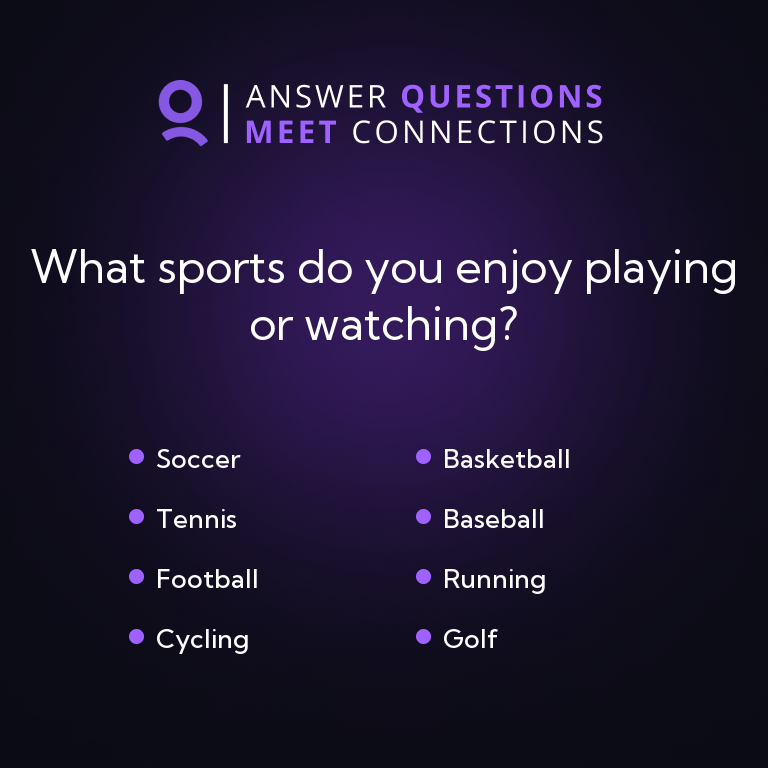 ANSWER QUESTIONS
MEET CONNECTIONS
What sports do you enjoy playing
or watching?
Soccer
Tennis
Football
Cycling
Basketball
Baseball
Running
Golf